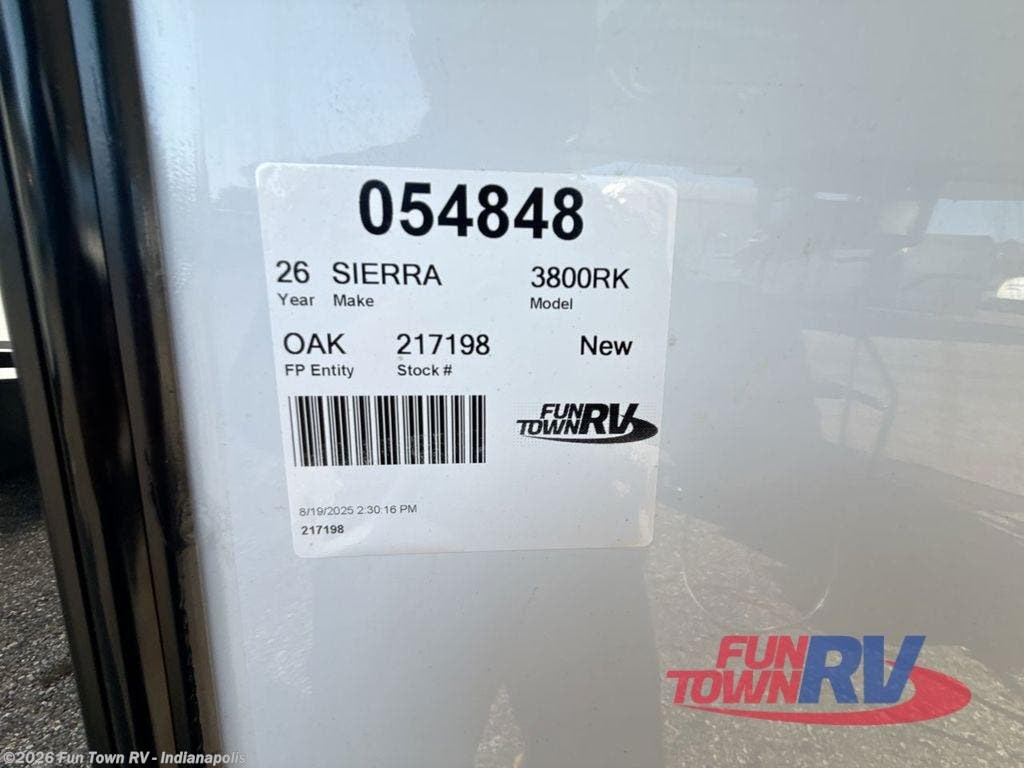 054848
26 SIERRA 3800RK
Year Make Model
OAK 217198 New
FP Entity Stock #
FUN
TOWN RV
8/19/2025 2:30:16 PM
217198
FUN
TOWN RV
©2026 Fun Town RV - Indianapolis